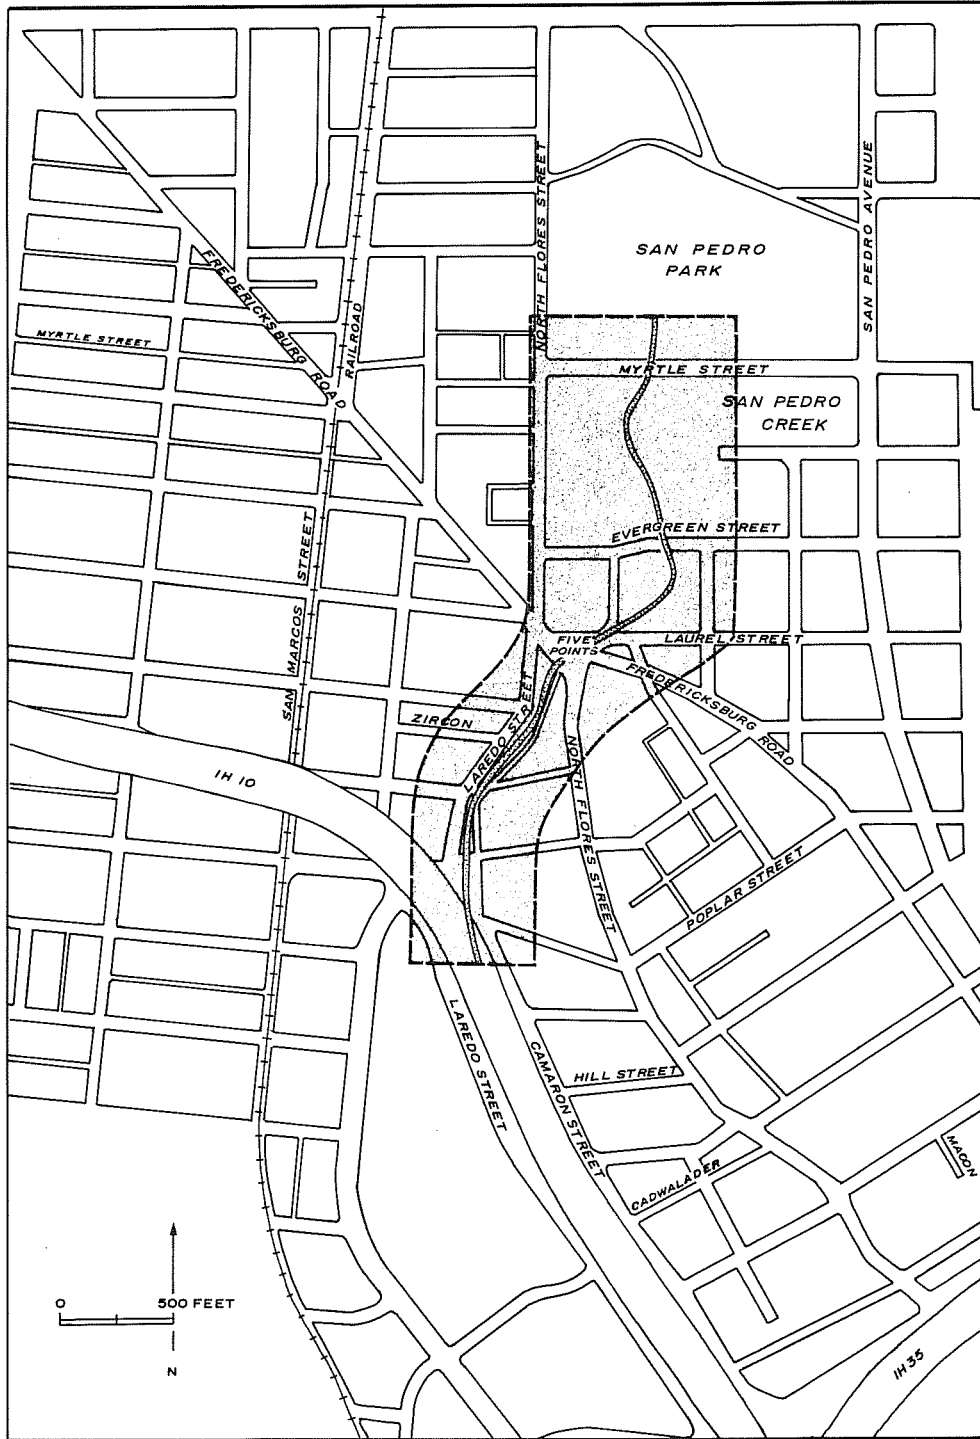 NORTH FLORES STREET
SAN PEDRO AVENUE
SAN PEDRO
PARK
FREDERICKSBURG ROAD
RAILROAD
MYRTLE STREET
MYRTLE STREET
SAN PEDRO
CREEK
EVERGREEN STREET
SAN MARCOS STREET
FIVE
POINTS
LAUREL STREET
FREDERICKSBURG ROAD
LAREDO STREET
ZIRCON
NORTH FLORES STREET
IH 10
POPLAR STREET
LAREDO STREET
CAMARON STREET
HILL STREET
CADWALADER
MACON
0 500 FEET
N
IH 35